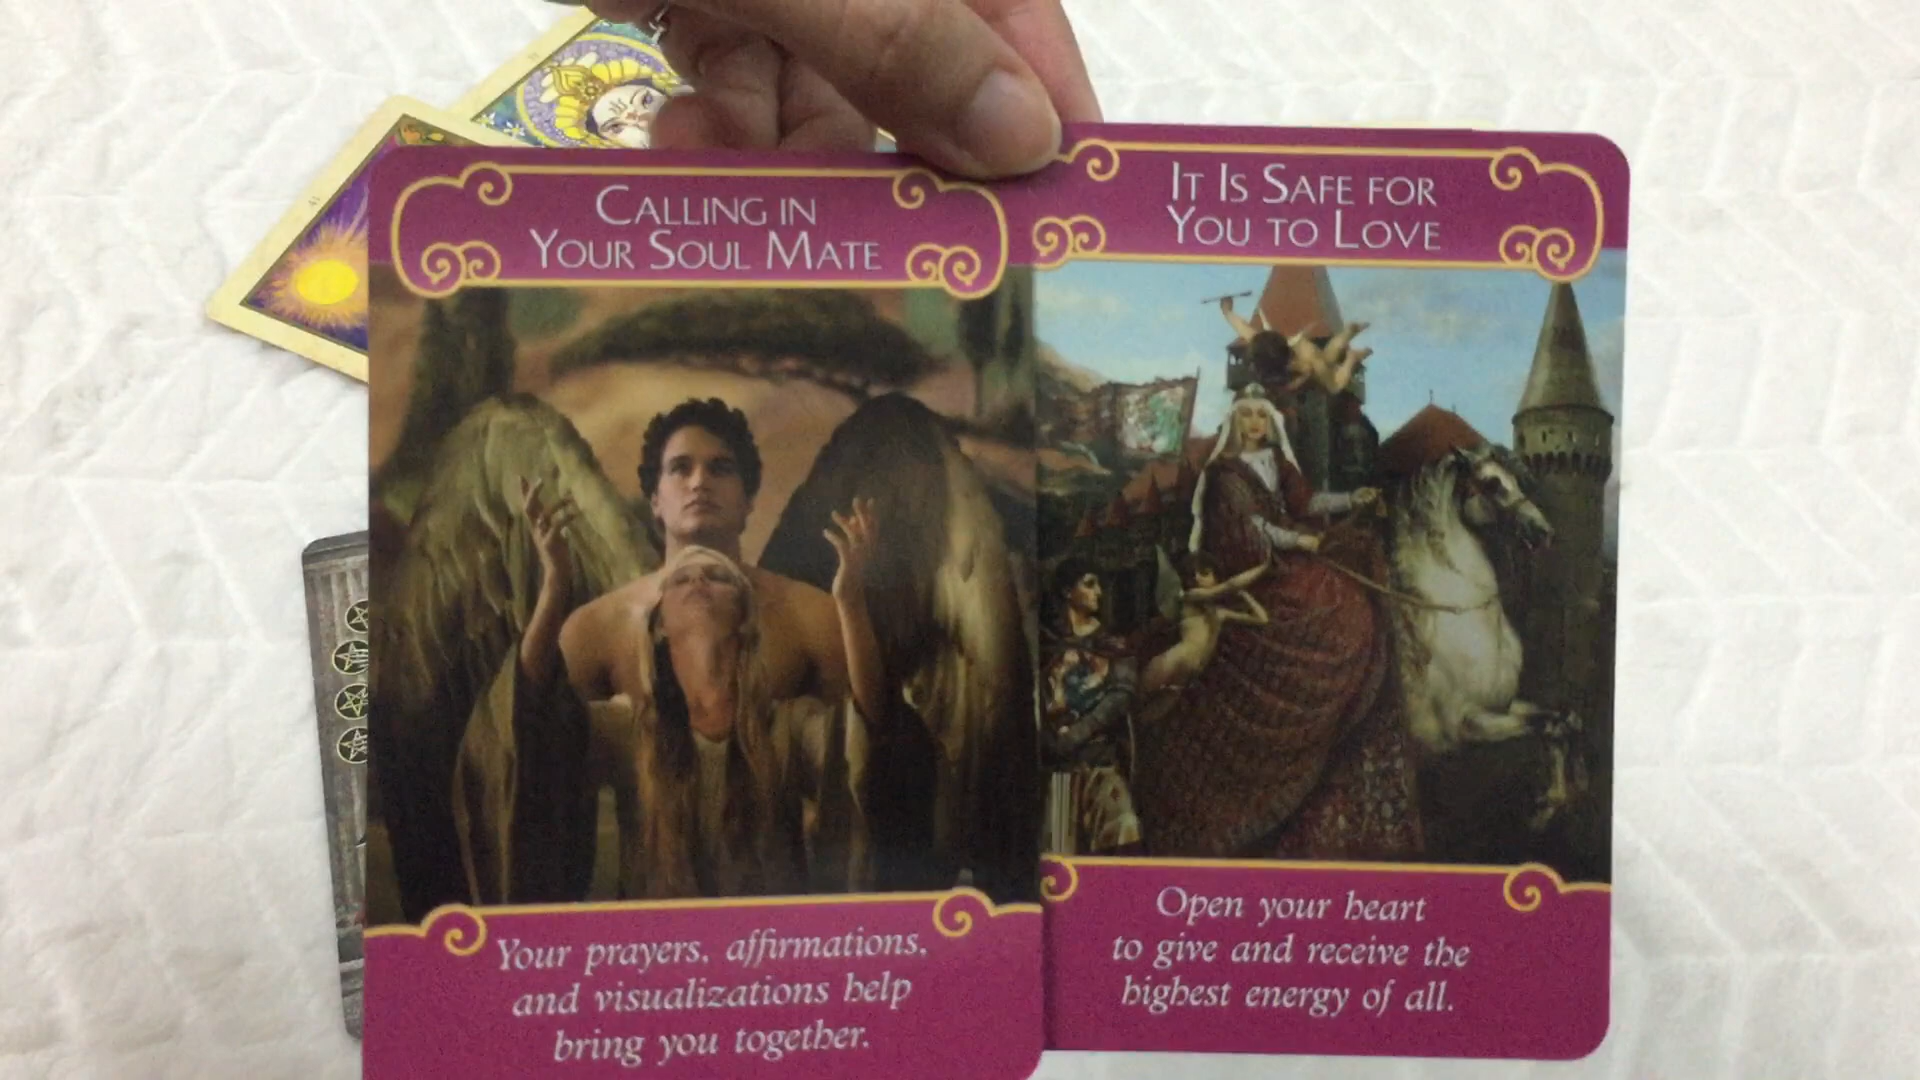 CALLING IN
YOUR SOUL MATE
Your prayers, affirmations,
and visualizations help
bring you together.
IT IS SAFE FOR
YOU TO LOVE
Open your heart
to give and receive the
highest energy of all.